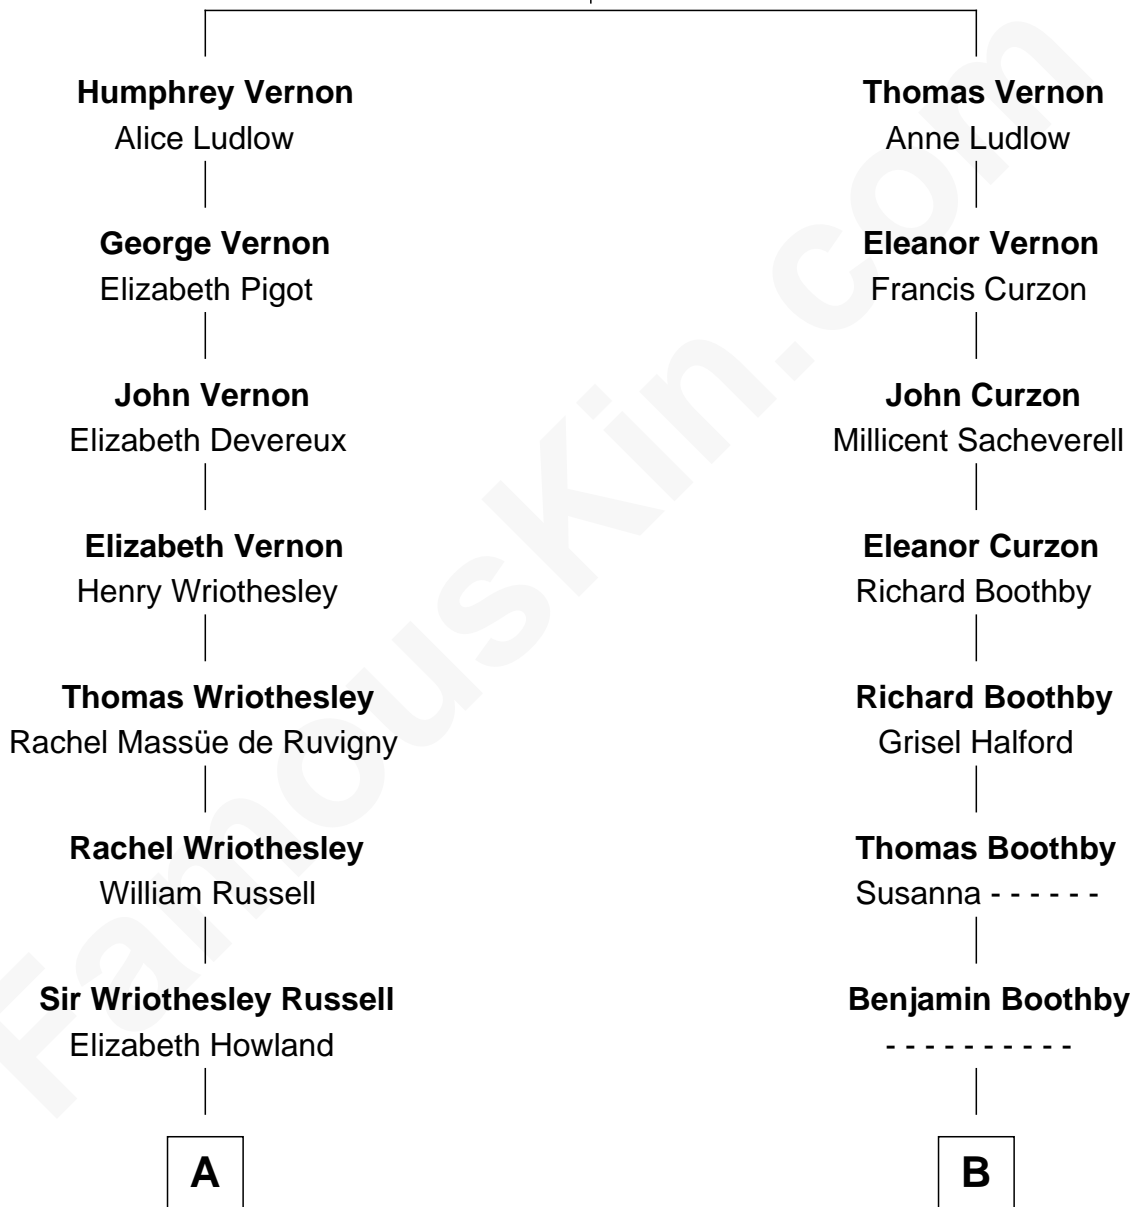 Humphrey Vernon
Alice Ludlow
George Vernon
Elizabeth Pigot
John Vernon
Elizabeth Devereux
Elizabeth Vernon
Henry Wriothesley
Thomas Wriothesley
Rachel Massüe de Ruvigny
Rachel Wriothesley
William Russell
Sir Wriothesley Russell
Elizabeth Howland
A
Thomas Vernon
Anne Ludlow
Eleanor Vernon
Francis Curzon
John Curzon
Millicent Sacheverell
Eleanor Curzon
Richard Boothby
Richard Boothby
Grisel Halford
Thomas Boothby
Susanna - - - - - -
Benjamin Boothby
- - - - - - - - - -
B
FamousKin.com